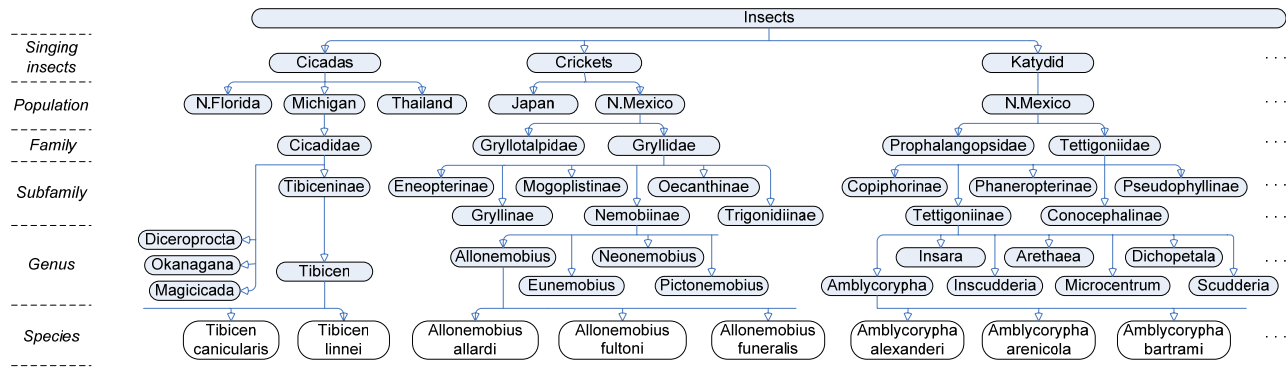 Insects
Singing
insects
Cicadas
Crickets
Katydid
. . .
Population
N.Florida
Michigan
Thailand
Japan
N.Mexico
N.Mexico
. . .
Family
Cicadidae
Gryllotalpidae
Gryllidae
Prophalangopsidae
Tettigoniidae
. . .
Subfamily
Tibiceninae
Eneopterinae
Mogoplistinae
Oecanthinae
Copiphorinae
Phaneropterinae
Pseudophyllinae
. . .
Gryllinae
Nemobiinae
Trigonidiinae
Tettigoniinae
Conocephalinae
. . .
Genus
Diceroprocta
Okanagana
Magicicada
Tibicen
Allonemobius
Neonemobius
Eunemobius
Pictonemobius
Insara
Arethaea
Dichopetala
. . .
Amblycorypha
Inscudderia
Microcentrum
Scudderia
Species
Tibicen
canicularis
Tibicen
linnei
Allonemobius
allardi
Allonemobius
fultoni
Allonemobius
funeralis
Amblycorypha
alexanderi
Amblycorypha
arenicola
Amblycorypha
bartrami
. . .